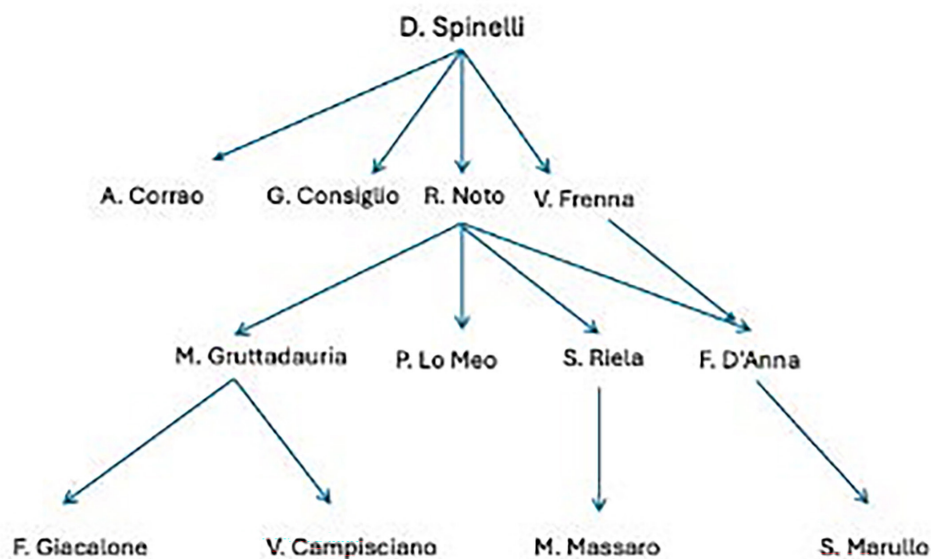 D. Spinelli
A. Corrao
G. Consiglio
R. Noto
V. Frenna
M. Gruttadauria
P. Lo Meo
S. Riela
F. D'Anna
F. Giacalone
V. Campisciano
M. Massaro
S. Marullo